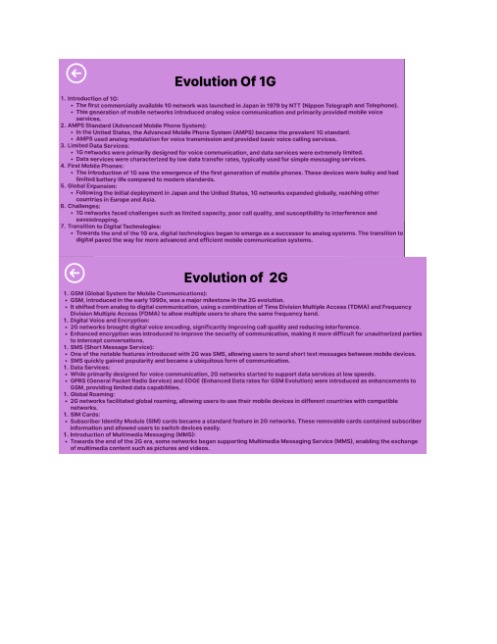 Evolution Of 1G
1. Introduction of 1G:
• The first commercially available 1G network was launched in Japan in 1979 by NTT (Nippon Telegraph and Telephone).
• This generation of mobile networks introduced analog voice communication and primarily provided mobile voice
services.
2. AMPS Standard (Advanced Mobile Phone System):
• In the United States, the Advanced Mobile Phone System (AMPS) became the prevalent 1G standard.
• AMPS used analog modulation for voice transmission and provided basic voice calling services.
3. Limited Data Services:
• 1G networks were primarily designed for voice communication, and data services were extremely limited.
• Data services were characterized by low data transfer rates, typically used for simple messaging services.
4. First Mobile Phones:
• The introduction of 1G saw the emergence of the first generation of mobile phones. These devices were bulky and had
limited battery life compared to modern standards.
5. Global Expansion:
• Following the initial deployment in Japan and the United States, 1G networks expanded globally, reaching other
countries in Europe and Asia.
6. Challenges:
• 1G networks faced challenges such as limited capacity, poor call quality, and susceptibility to interference and
eavesdropping.
7. Transition to Digital Technologies:
• Towards the end of the 1G era, digital technologies began to emerge as a successor to analog systems. The transition to
digital paved the way for more advanced and efficient mobile communication systems.
Evolution of 2G
1. GSM (Global System for Mobile Communications):
• GSM, introduced in the early 1990s, was a major milestone in the 2G evolution.
• It shifted from analog to digital communication, using a combination of Time Division Multiple Access (TDMA) and Frequency
Division Multiple Access (FDMA) to allow multiple users to share the same frequency band.
1. Digital Voice and Encryption:
• 2G networks brought digital voice encoding, significantly improving call quality and reducing interference.
• Enhanced encryption was introduced to improve the security of communication, making it more difficult for unauthorized parties
to intercept conversations.
1. SMS (Short Message Service):
• One of the notable features introduced with 2G was SMS, allowing users to send short text messages between mobile devices.
• SMS quickly gained popularity and became a ubiquitous form of communication.
1. Data Services:
• While primarily designed for voice communication, 2G networks started to support data services at low speeds.
• GPRS (General Packet Radio Service) and EDGE (Enhanced Data rates for GSM Evolution) were introduced as enhancements to
GSM, providing limited data capabilities.
1. Global Roaming:
• 2G networks facilitated global roaming, allowing users to use their mobile devices in different countries with compatible
networks.
1. SIM Cards:
• Subscriber Identity Module (SIM) cards became a standard feature in 2G networks. These removable cards contained subscriber
information and allowed users to switch devices easily.
1. Introduction of Multimedia Messaging (MMS):
• Towards the end of the 2G era, some networks began supporting Multimedia Messaging Service (MMS), enabling the exchange
of multimedia content such as pictures and videos.